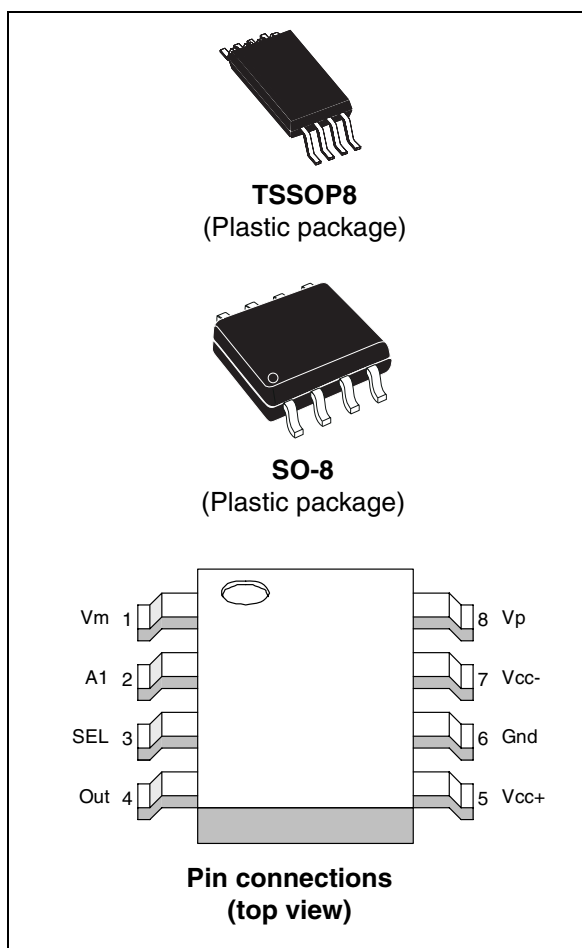 TSSOP8
(Plastic package)
SO-8
(Plastic package)
Vm 1
8 Vp
A1 2
7 Vcc-
SEL 3
6 Gnd
Out 4
5 Vcc+
Pin connections
(top view)